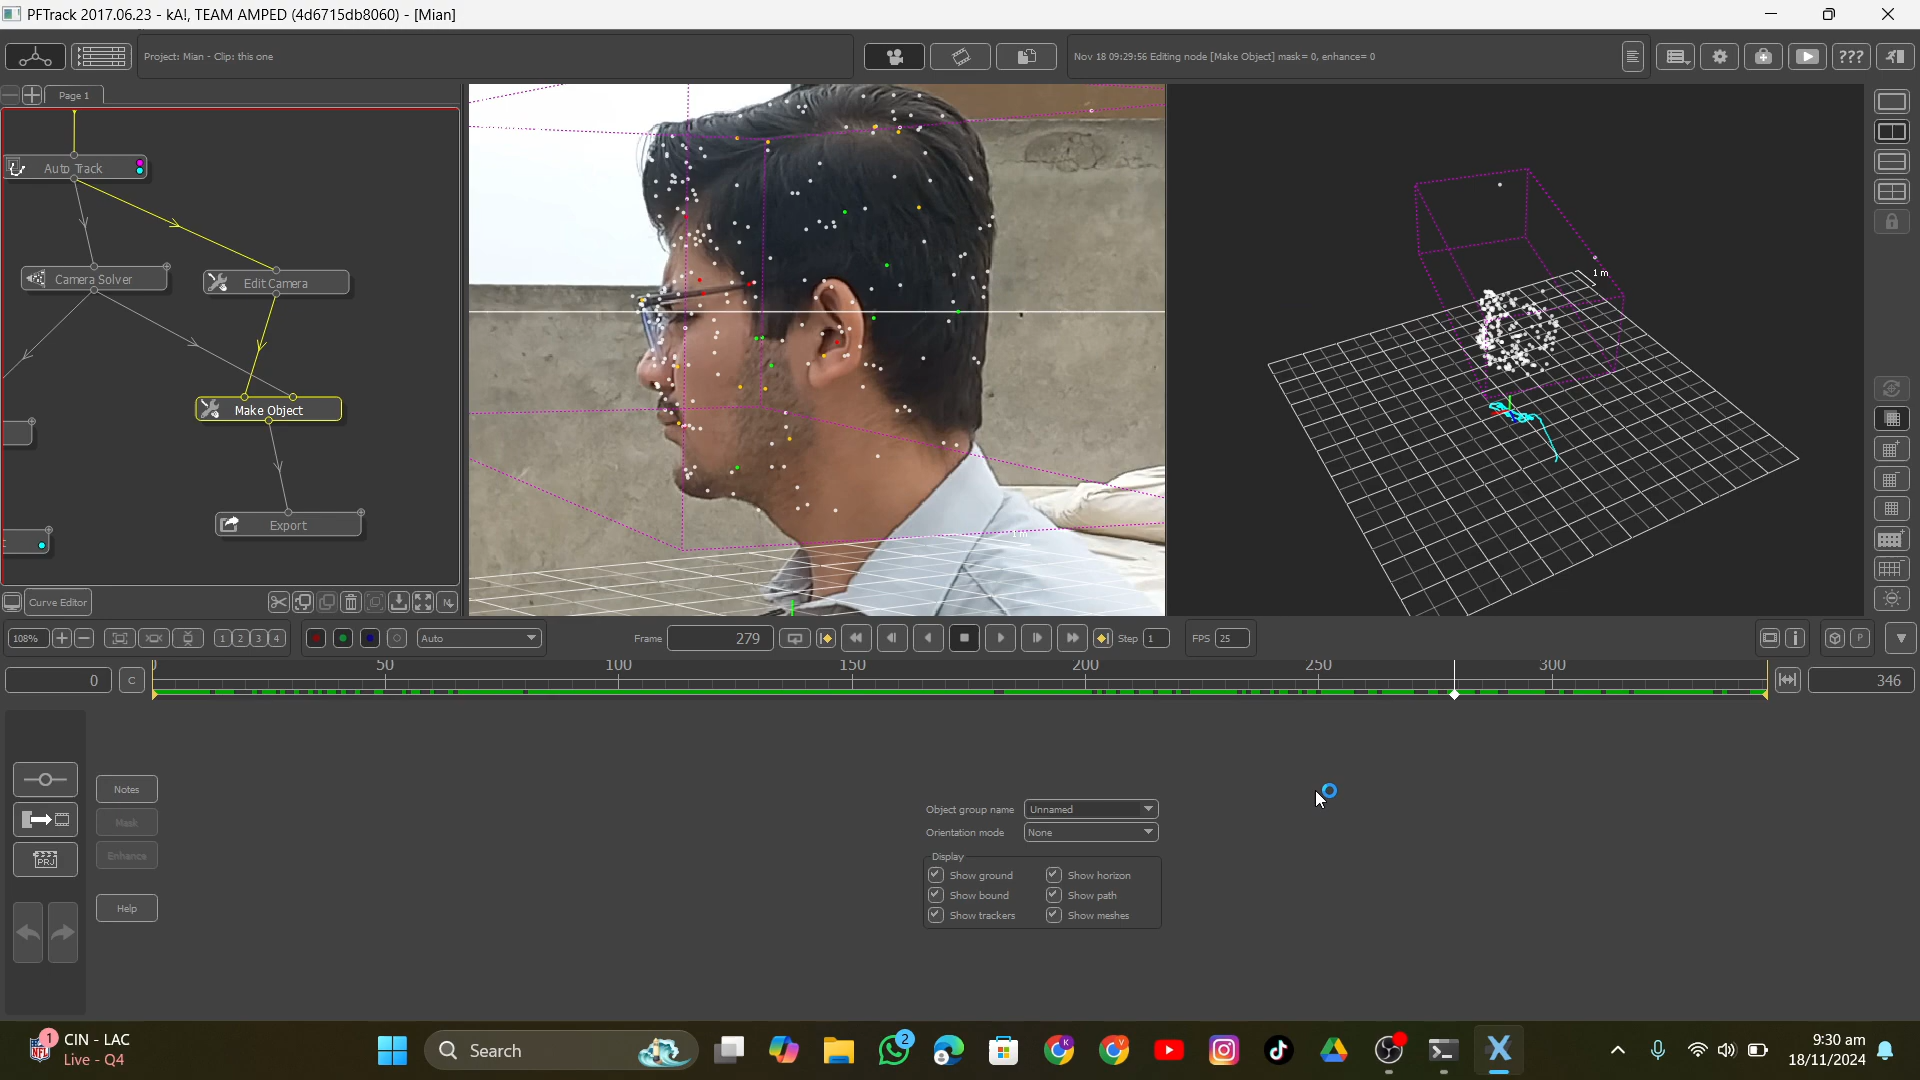 PFTrack 2017.06.23 - kA!, TEAM AMPED (4d6715db8060) - [Mian]
Project: Mian - Clip: this one
Nov 18 09:29:56 Editing node [Make Object] mask= 0, enhance= 0
???
Page 1
Auto Track
Camera Solver
Edit Camera
Make Object
Export
1 m
Curve Editor
108%
1 2 3 4
Auto
Frame
279
Step 1
FPS 25
P
0
C
50
100
150
200
250
300
346
Notes
Mask
Enhance
Help
PRJ
Object group name Unnamed
Orientation mode None
Display
Show ground
Show horizon
Show bound
Show path
Show trackers
Show meshes
1
CIN - LAC
Live - Q4
Search
2
9:30 am
18/11/2024